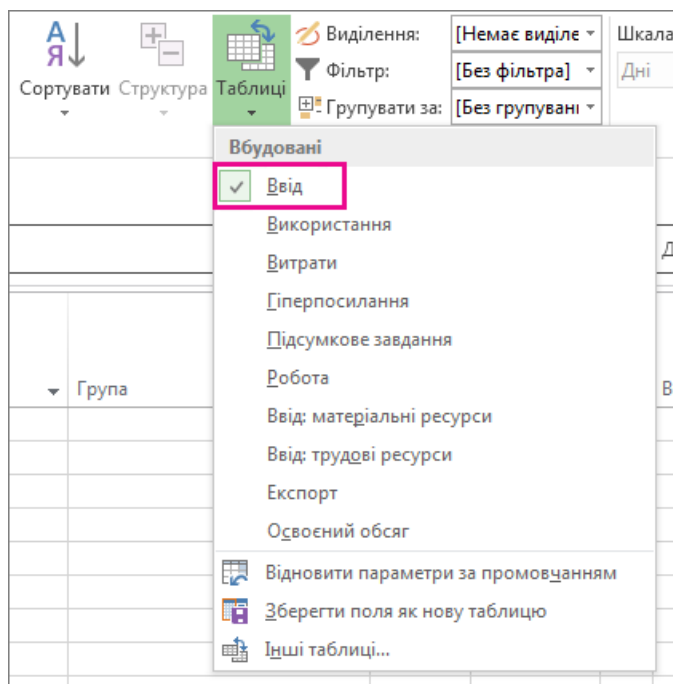 А
Я
Сортувати
Структура
Таблиці
Виділення:
[Немає виділе
Фільтр:
[Без фільтра]
Групувати за:
[Без групуван
Шкала
Дні
Вбудовані
Ввід
Використання
Витрати
Гіперпосилання
Підсумкове завдання
Робота
Ввід: матеріальні ресурси
Ввід: трудові ресурси
Експорт
Освоєний обсяг
Відновити параметри за промовчанням
Зберегти поля як нову таблицю
Інші таблиці...
Група